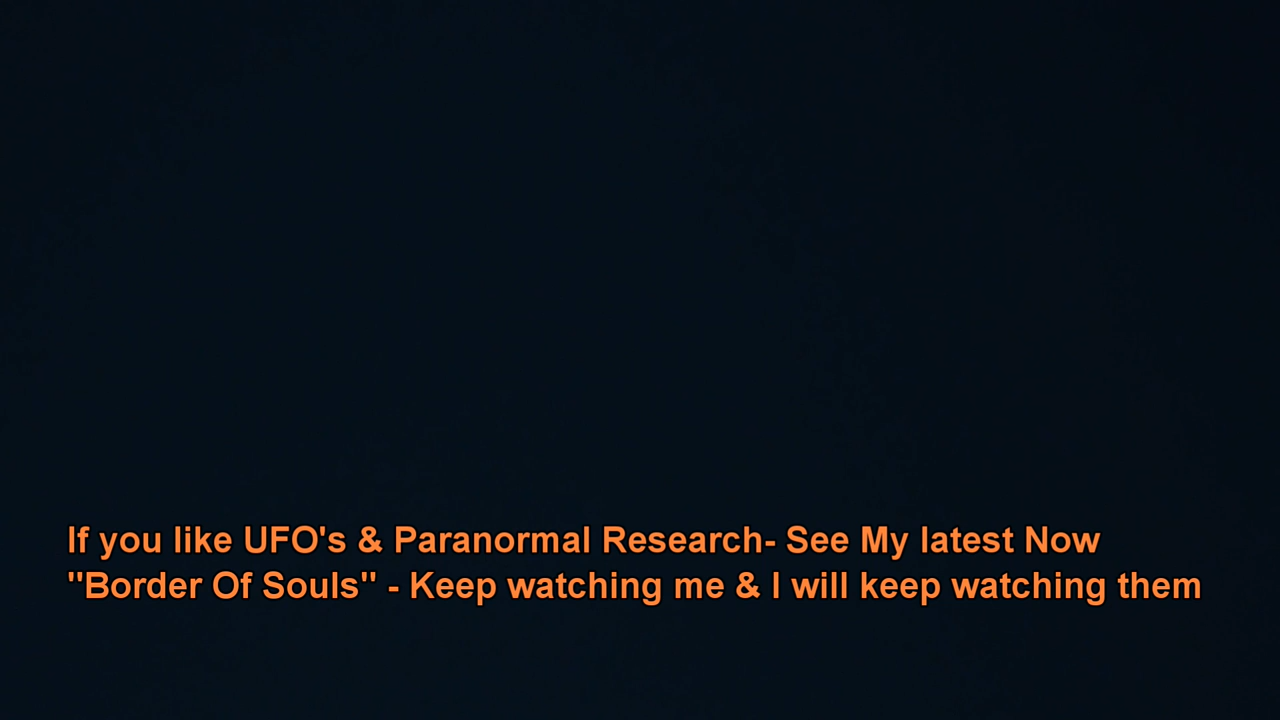 If you like UFO's & Paranormal Research- See My latest Now
"Border Of Souls" - Keep watching me & I will keep watching them